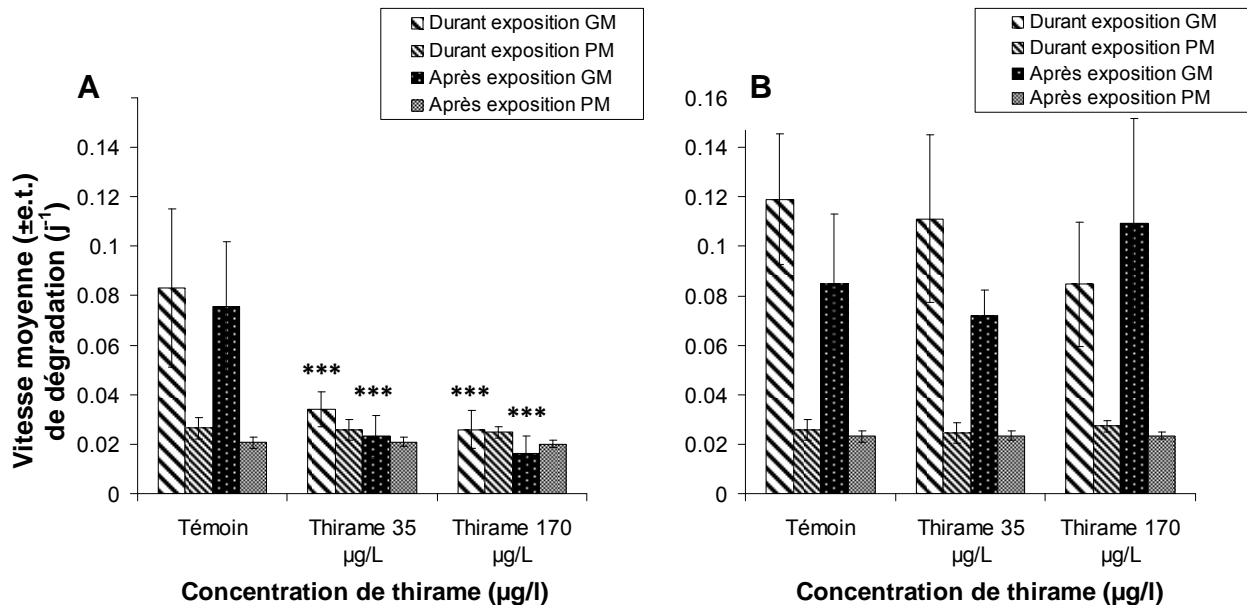 Durant exposition GM
Durant exposition PM
Après exposition GM
Après exposition PM
A
Vitesse moyenne (±e.t.)
de dégradation (j⁻¹)
0.14
0.12
0.1
0.08
0.06
0.04
0.02
0
***
***
***
***
Témoin
Thirame 35
µg/L
Thirame 170
µg/L
Concentration de thirame (µg/l)
Durant exposition GM
Durant exposition PM
Après exposition GM
Après exposition PM
B
0.16
0.14
0.12
0.1
0.08
0.06
0.04
0.02
0
Témoin
Thirame 35
µg/L
Thirame 170
µg/L
Concentration de thirame (µg/l)